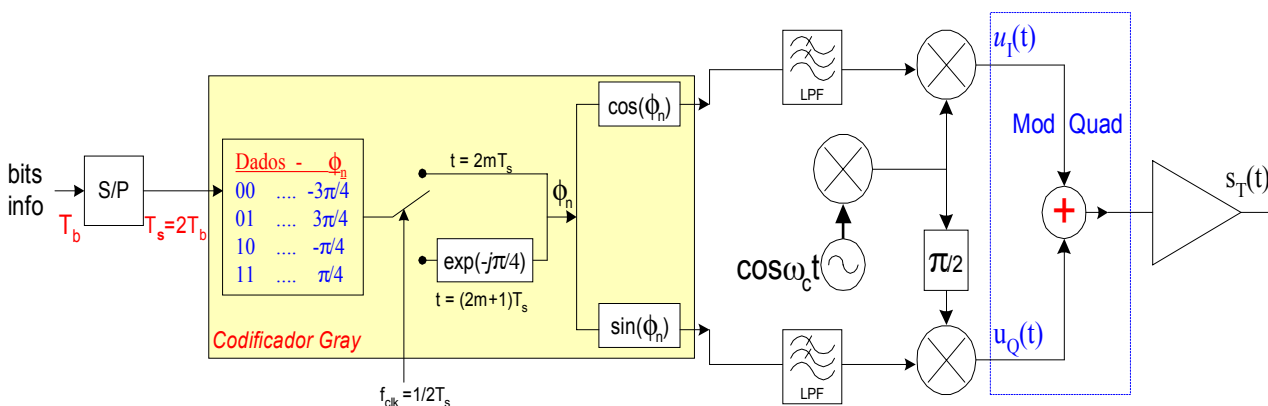 bits
info
T_b
S/P
T_s=2T_b
Dados - ϕ_n
00 .... -3π/4
01 .... 3π/4
10 .... -π/4
11 .... π/4
Codificador Gray
t = 2mT_s
exp(-jπ/4)
t = (2m+1)T_s
f_clk=1/2T_s
ϕ_n
cos(ϕ_n)
sin(ϕ_n)
LPF
LPF
cosω_ct
π/2
u_I(t)
Mod Quad
+
u_Q(t)
s_T(t)